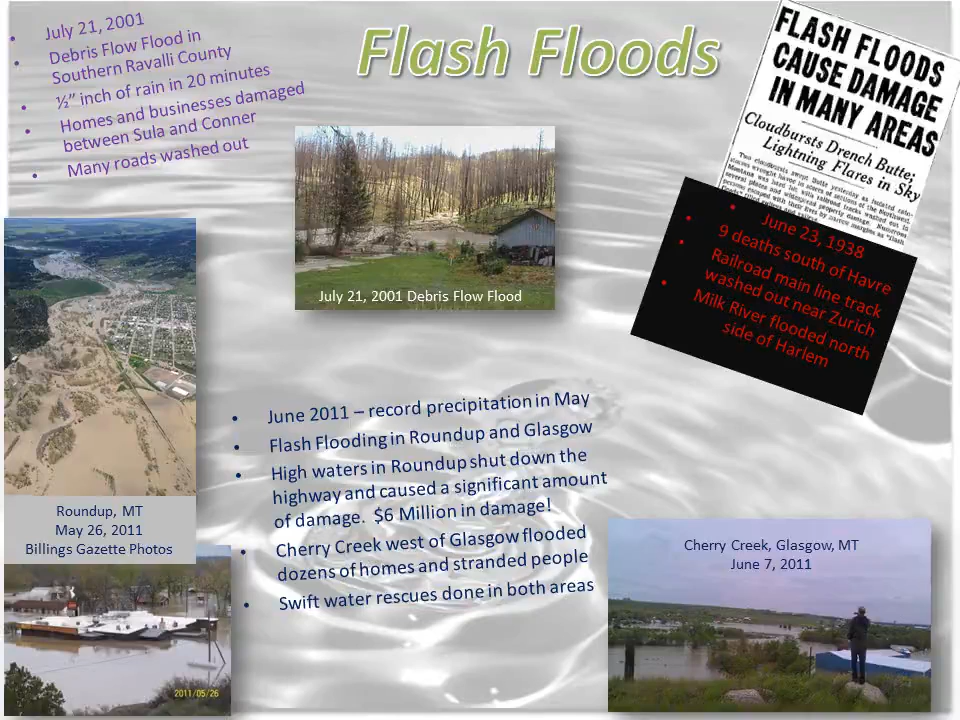 Flash Floods
• July 21, 2001
• Debris Flow Flood in
Southern Ravalli County
• ½” inch of rain in 20 minutes
• Homes and businesses damaged
between Sula and Conner
• Many roads washed out
FLASH FLOODS
CAUSE DAMAGE
IN MANY AREAS
Cloudbursts Drench Butte;
Lightning Flares in Sky
Two cloudbursts swept Butte yesterday as isolated
July 21, 2001 Debris Flow Flood
• June 23, 1938
• 9 deaths south of Havre
• Railroad main line track
washed out near Zurich
• Milk River flooded north
side of Harlem
• June 2011 – record precipitation in May
• Flash Flooding in Roundup and Glasgow
• High waters in Roundup shut down the
highway and caused a significant amount
of damage. $6 Million in damage!
• Cherry Creek west of Glasgow flooded
dozens of homes and stranded people
• Swift water rescues done in both areas
Roundup, MT
May 26, 2011
Billings Gazette Photos
2011/05/26
Cherry Creek, Glasgow, MT
June 7, 2011